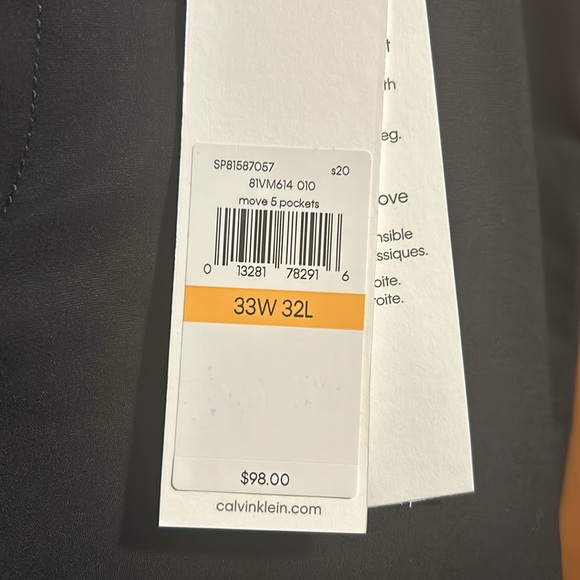 SP81587057 s20
81VM614 010
move 5 pockets
0 13281 78291 6
33W 32L
$98.00
calvinklein.com
eg.
ove
nsible
ssiques.
oite.
roite.